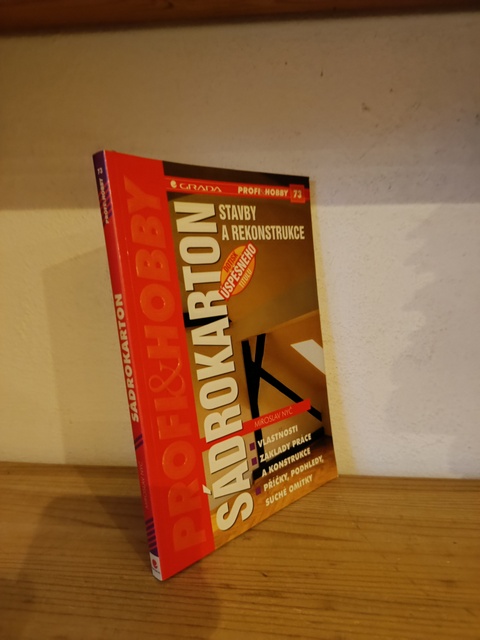 GRADA
PROFI & HOBBY 73
STAVBY
A REKONSTRUKCE
ÚSPĚŠNÉHO
SÁDROKARTON
PROFI&HOBBY
MIROSLAV NYČ
VLASTNOSTI
ZÁKLADY PRÁCE
A KONSTRUKCE
PŘÍČKY, PODHLEDY,
SUCHÉ OMÍTKY
SÁDROKARTON